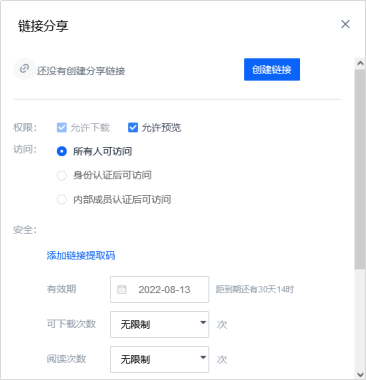 链接分享
还没有创建分享链接 创建链接
权限: 允许下载 允许预览
访问: 所有人可访问
身份认证后可访问
内部成员认证后可访问
安全:
添加链接提取码
有效期 2022-08-13 距到期还有30天14时
可下载次数 无限制 次
阅读次数 无限制 次